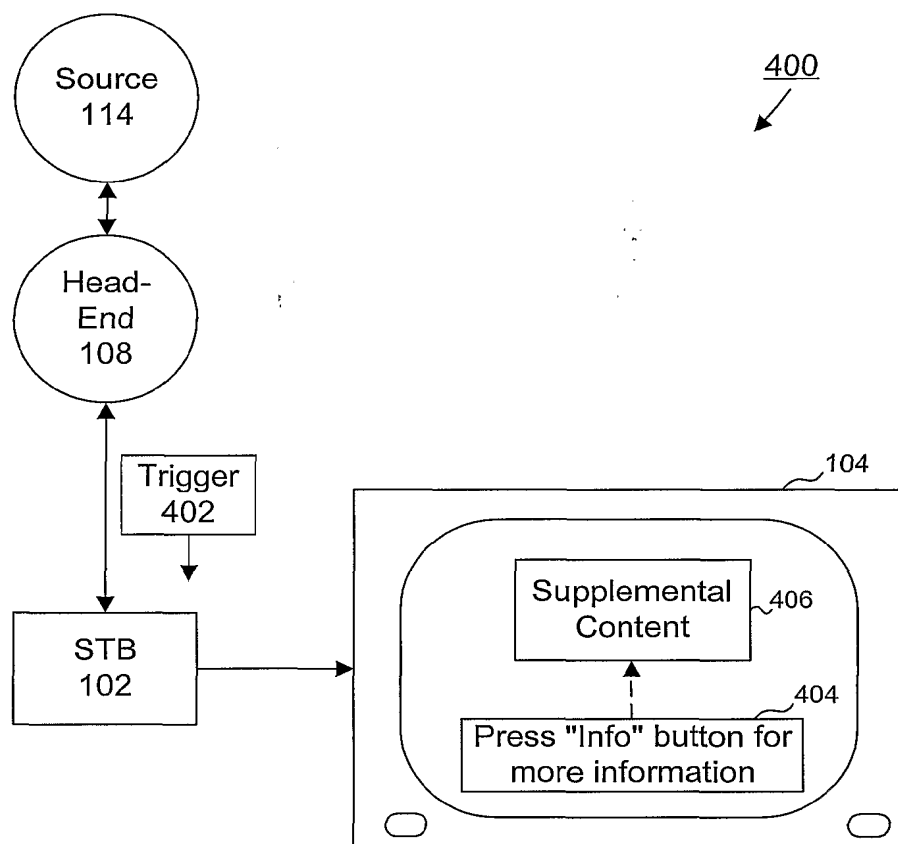 Source
114
400
Head-
End
108
Trigger
402
104
STB
102
Supplemental
Content
406
404
Press "Info" button for
more information